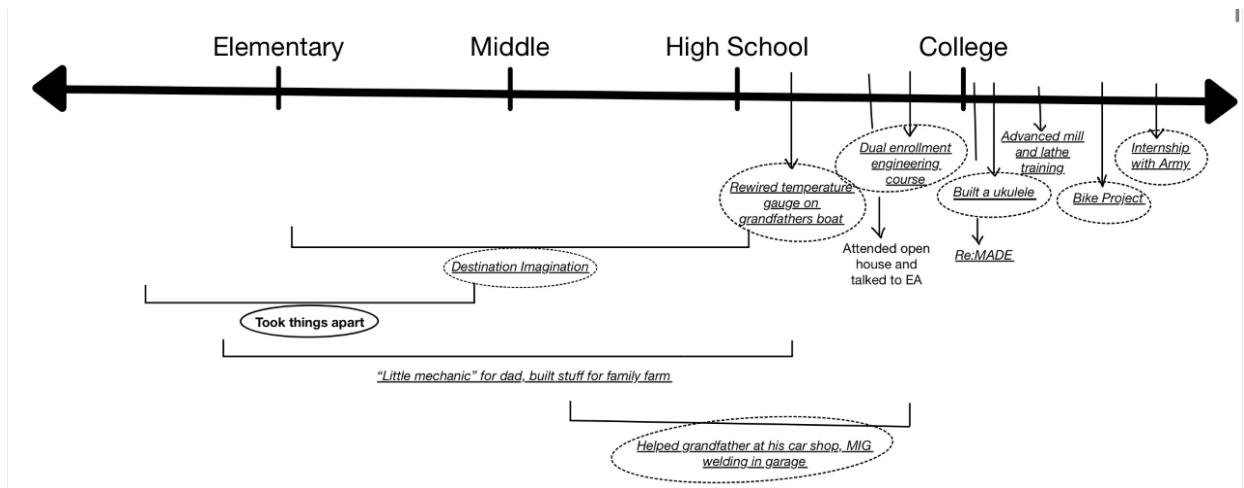 Elementary
Middle
High School
College
Dual enrollment
engineering
course
Advanced mill
and lathe
training
Internship
with Army
Rewired temperature
gauge on
grandfathers boat
Built a ukulele
Bike Project
Attended open
house and
talked to EA
Re:MADE
Destination Imagination
Took things apart
“Little mechanic” for dad, built stuff for family farm
Helped grandfather at his car shop, MIG
welding in garage